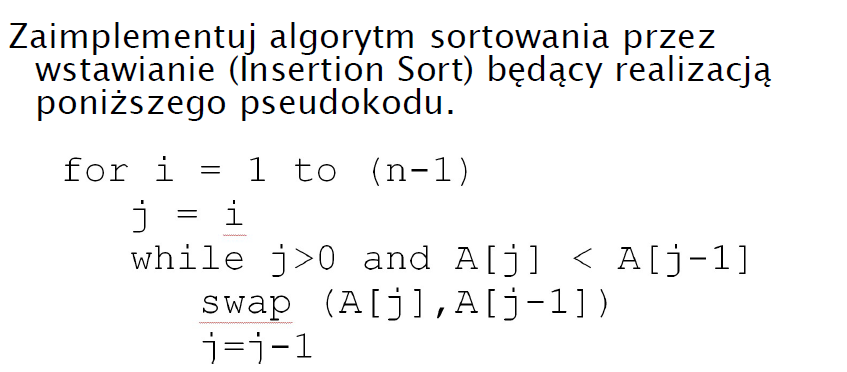 Zaimplementuj algorytm sortowania przez
wstawianie (Insertion Sort) będący realizacją
poniższego pseudokodu.
for i = 1 to (n-1)
j = i
while j>0 and A[j] < A[j-1]
swap (A[j],A[j-1])
j=j-1